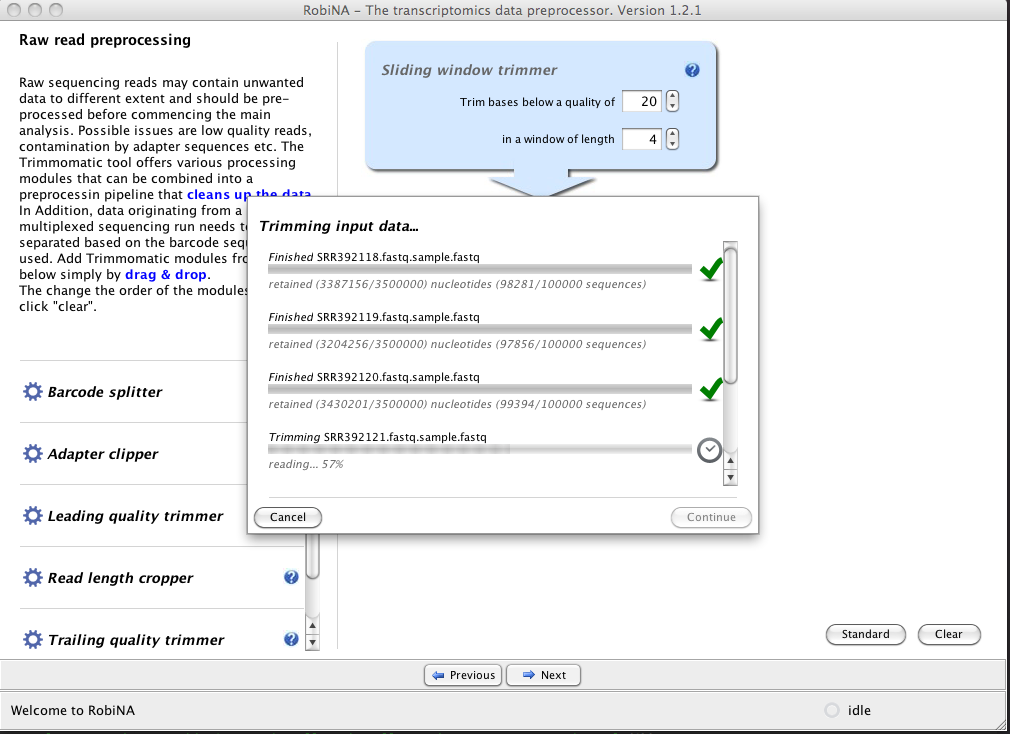 RobiNA - The transcriptomics data preprocessor. Version 1.2.1
Raw read preprocessing
Raw sequencing reads may contain unwanted
data to different extent and should be pre-
processed before commencing the main
analysis. Possible issues are low quality reads,
contamination by adapter sequences etc. The
Trimmomatic tool offers various processing
modules that can be combined into a
preprocessin pipeline that cleans up the data
In Addition, data originating from a
multiplexed sequencing run needs
separated based on the barcode
used. Add Trimmomatic modules
below simply by drag & drop.
The change the order of the modules
click "clear".
Barcode splitter
Adapter clipper
Leading quality trimmer
Read length cropper
?
Trailing quality trimmer
?
Sliding window trimmer
?
Trim bases below a quality of 20
in a window of length 4
Trimming input data...
Finished SRR392118.fastq.sample.fastq
retained (3387156/3500000) nucleotides (98281/100000 sequences)
Finished SRR392119.fastq.sample.fastq
retained (3204256/3500000) nucleotides (97856/100000 sequences)
Finished SRR392120.fastq.sample.fastq
retained (3430201/3500000) nucleotides (99394/100000 sequences)
Trimming SRR392121.fastq.sample.fastq
reading... 57%
Cancel
Continue
Standard
Clear
Previous
Next
Welcome to RobiNA
idle